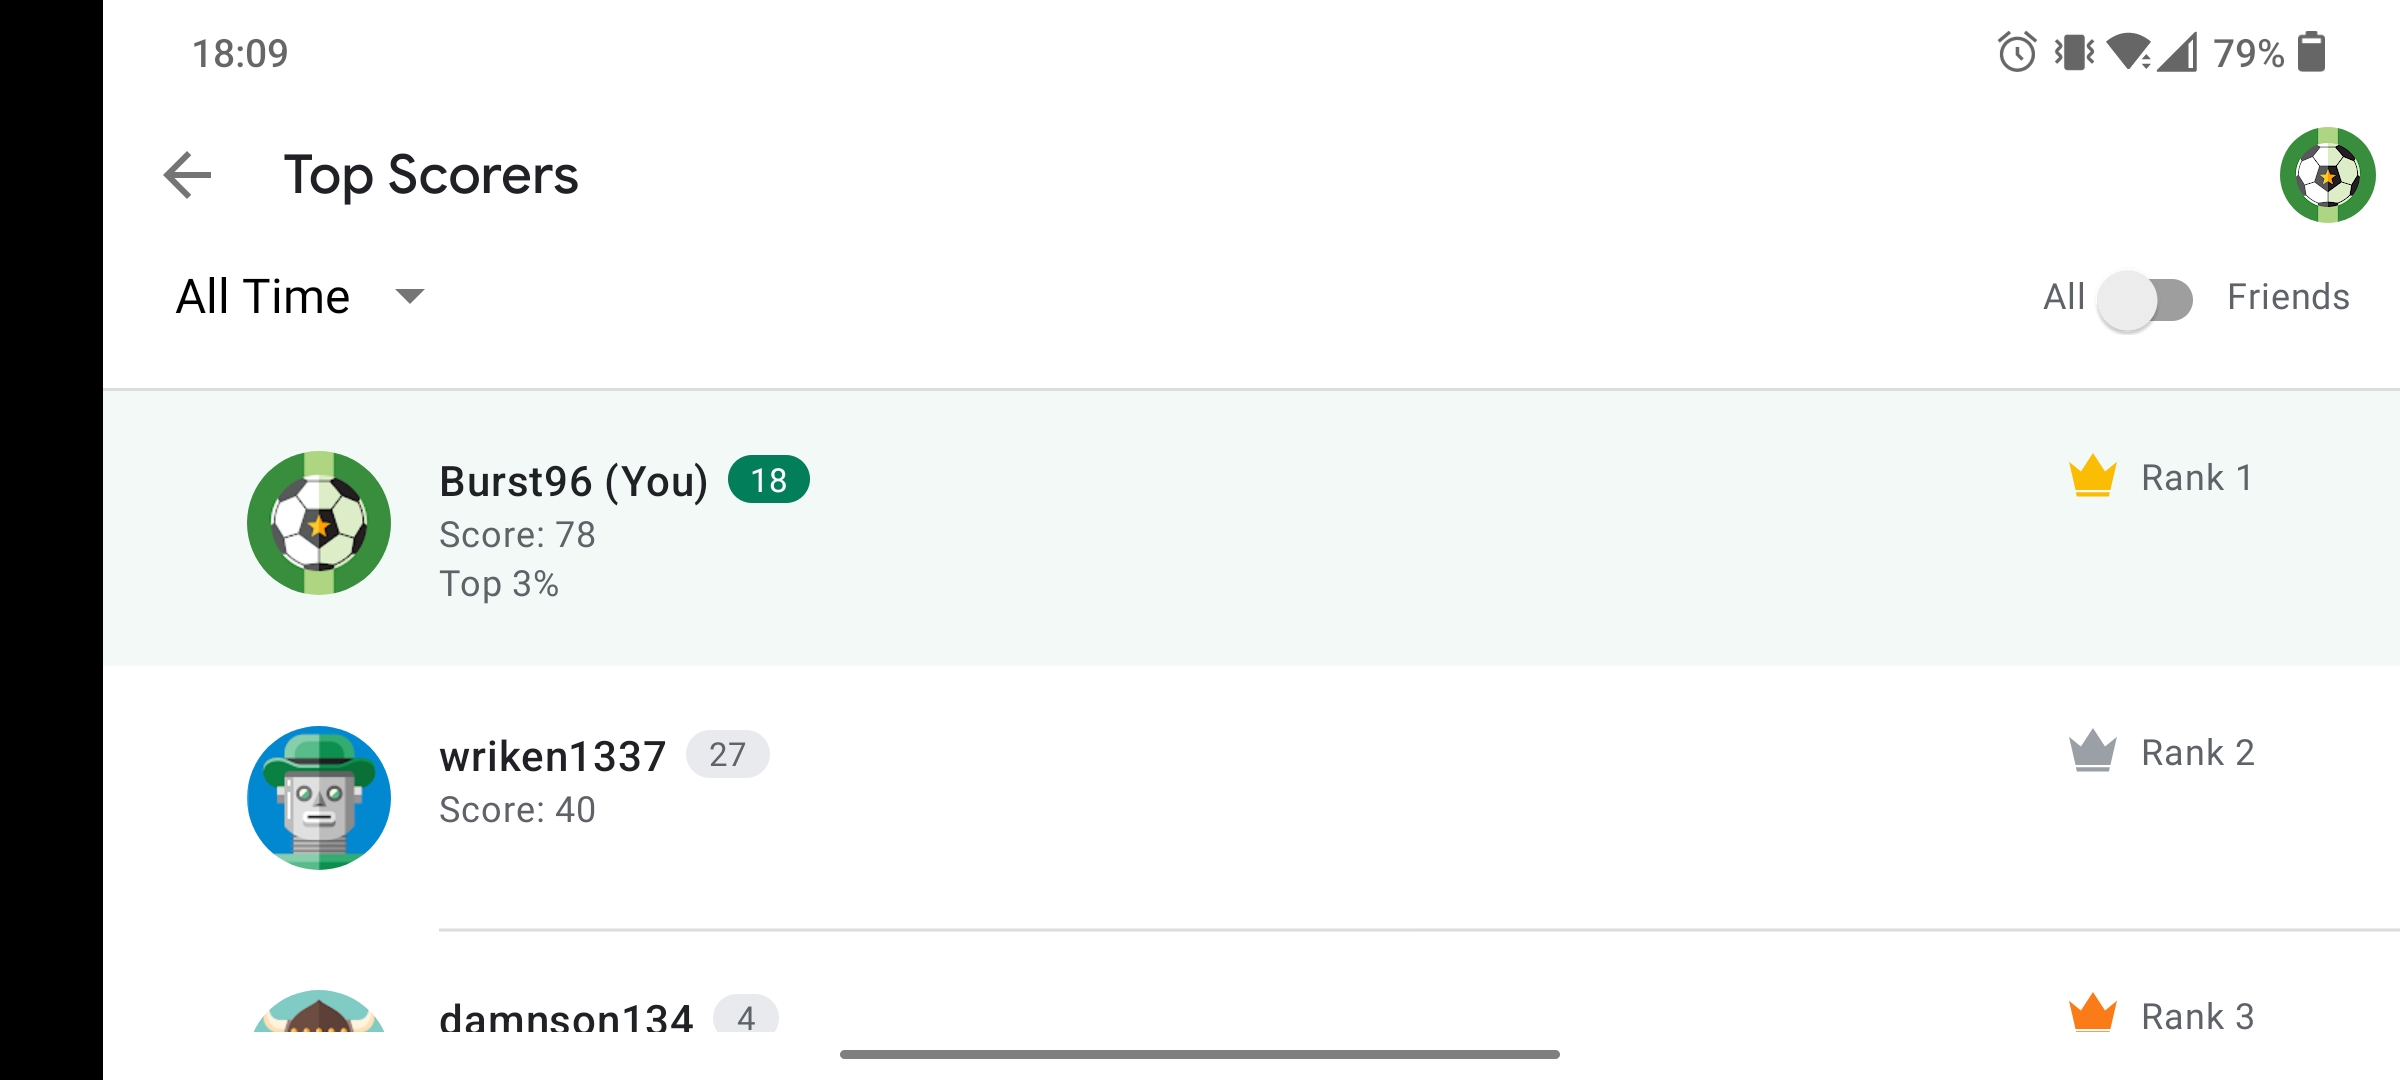 18:09
79%
Top Scorers
All Time
All Friends
Burst96 (You) 18
Rank 1
Score: 78
Top 3%
wriken1337 27
Rank 2
Score: 40
damnson134 4
Rank 3